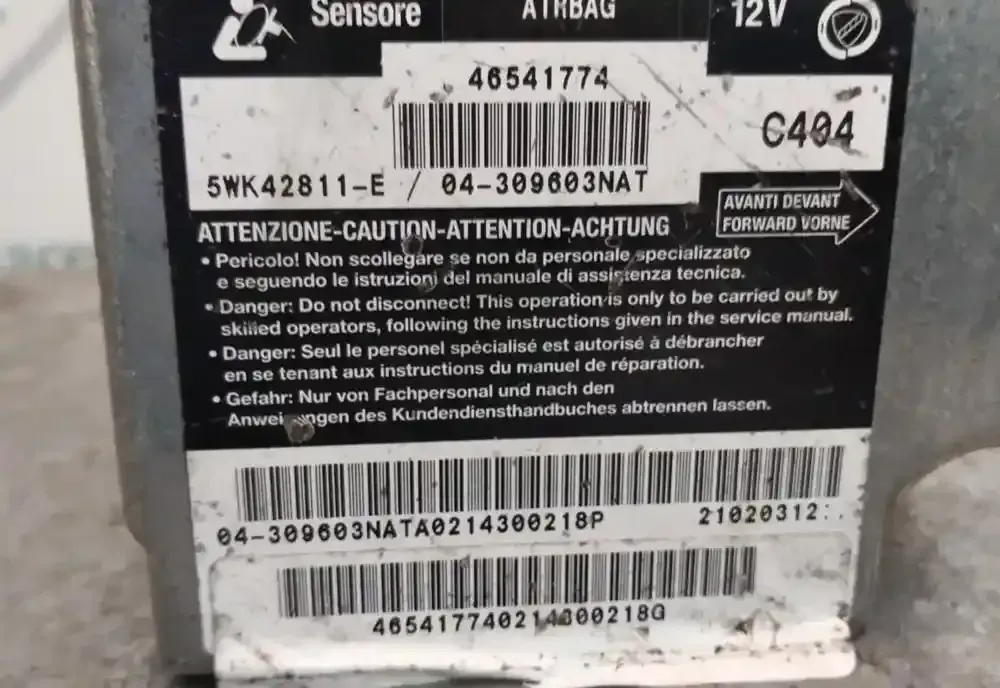 Sensore AIRBAG 12V
46541774
C404
5WK42811-E / 04-309603NAT
AVANTI DEVANT
FORWARD VORNE
ATTENZIONE-CAUTION-ATTENTION-ACHTUNG
• Pericolo! Non scollegare se non da personale specializzato
e seguendo le istruzioni del manuale di assistenza tecnica.
• Danger: Do not disconnect! This operation is only to be carried out by
skilled operators, following the instructions given in the service manual.
• Danger: Seul le personel spécialisé est autorisé à débrancher
en se tenant aux instructions du manuel de réparation.
• Gefahr: Nur von Fachpersonal und nach den
Anweisungen des Kundendiensthandbuches abtrennen lassen.
04-309603NATA0214300218P 21020312:.
465417740214300218G